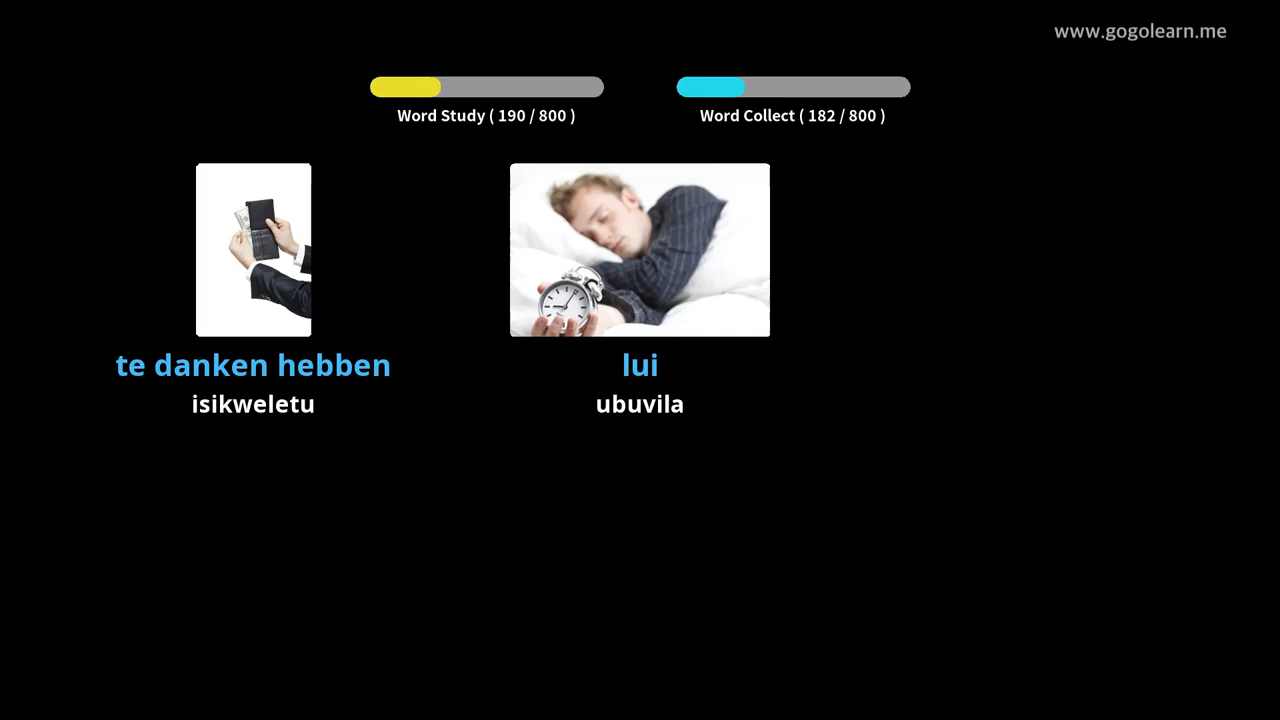 www.gogolearn.me
Word Study ( 190 / 800 )
Word Collect ( 182 / 800 )
te danken hebben
isikweletu
lui
ubuvila